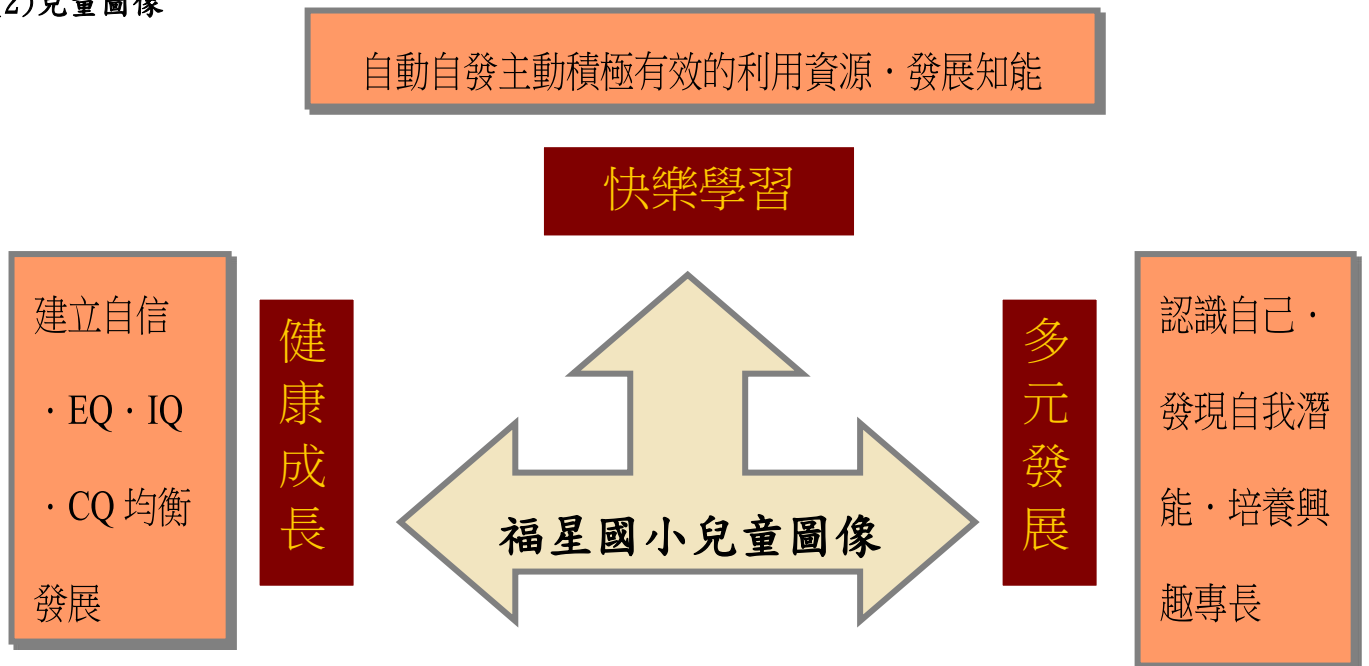 2)兒童圖像
自動自發主動積極有效的利用資源．發展知能
快樂學習
建立自信
．EQ．IQ
．CQ 均衡
發展
健康成長
福星國小兒童圖像
多元發展
認識自己．
發現自我潛
能．培養興
趣專長